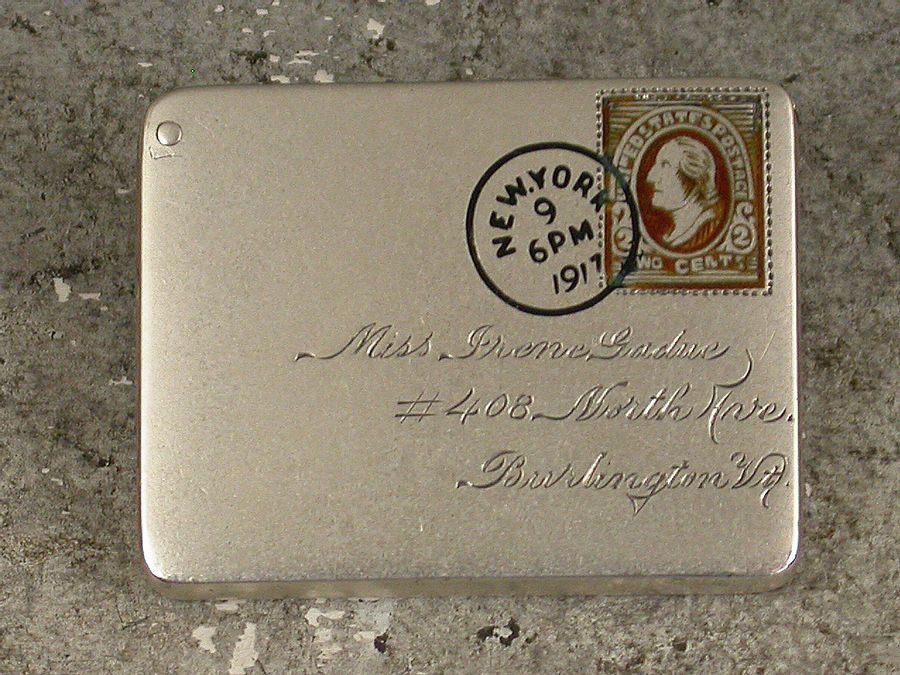 UNITED STATES POSTAGE
2 2
TWO CENTS
NEW.YORK
9
6PM
1917
Miss Irene Gadue
#408 North Ave.
Burlington Vt.